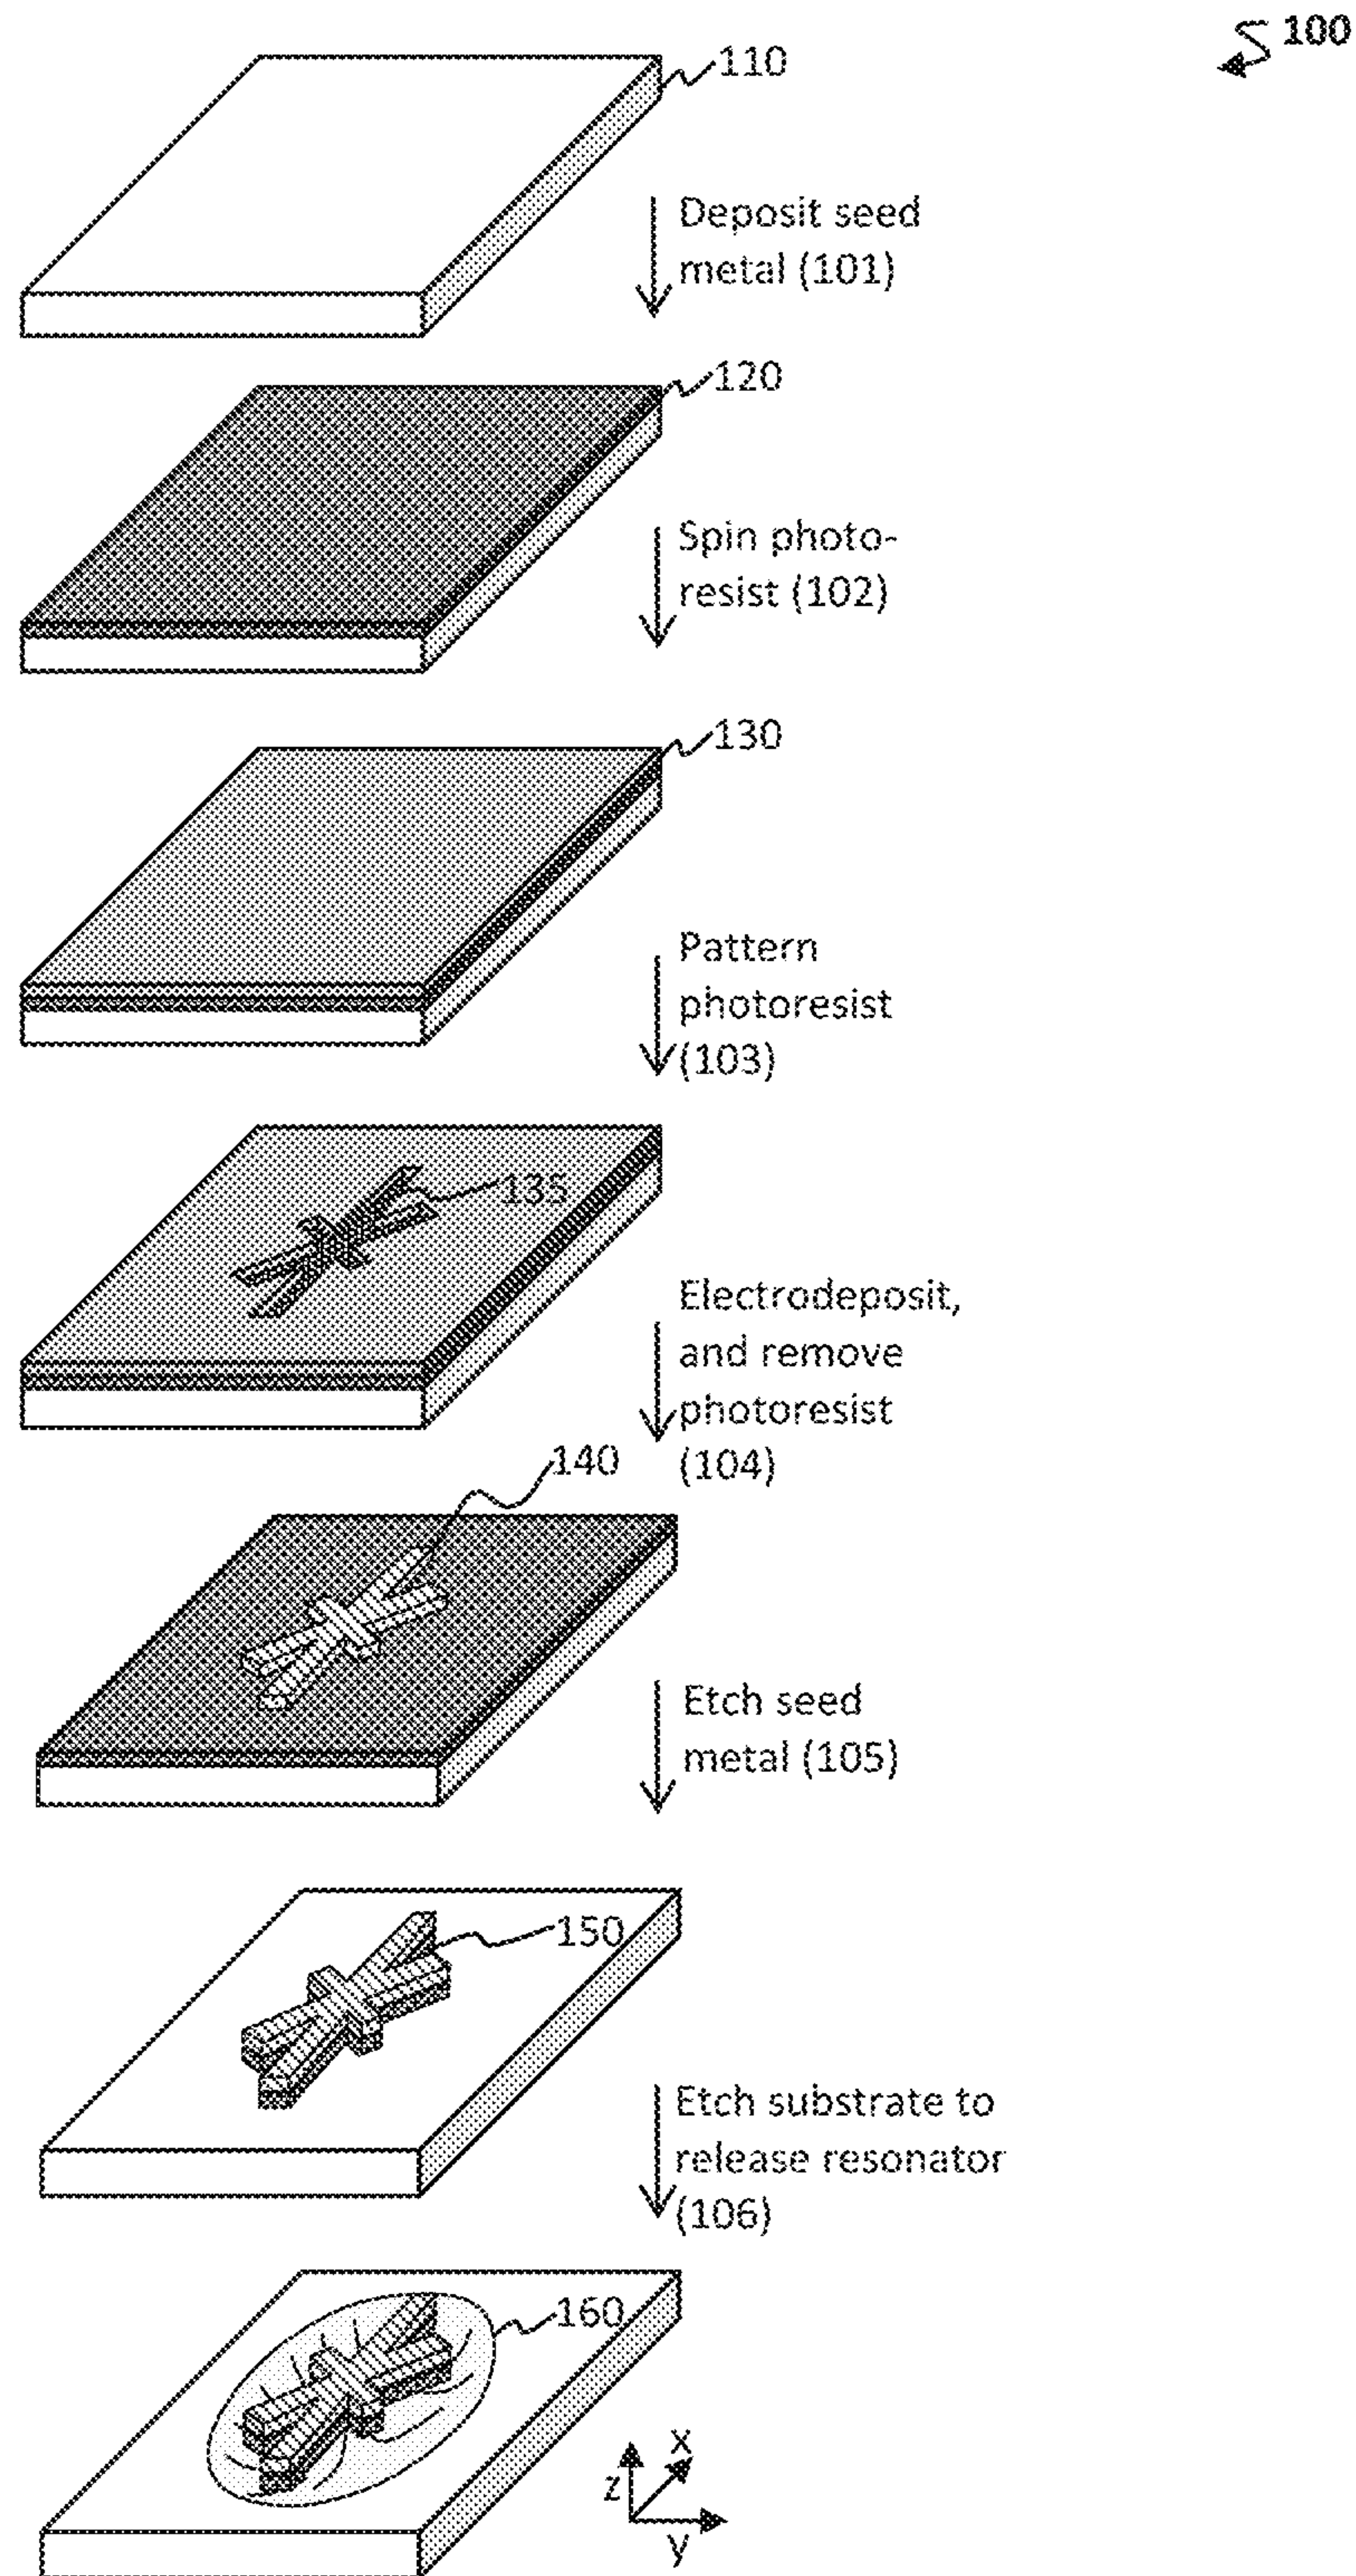 100
110
Deposit seed
metal (101)
120
Spin photo-
resist (102)
130
Pattern
photoresist
(103)
135
Electrodeposit,
and remove
photoresist
(104)
140
Etch seed
metal (105)
150
Etch substrate to
release resonator
(106)
160
x
z
y